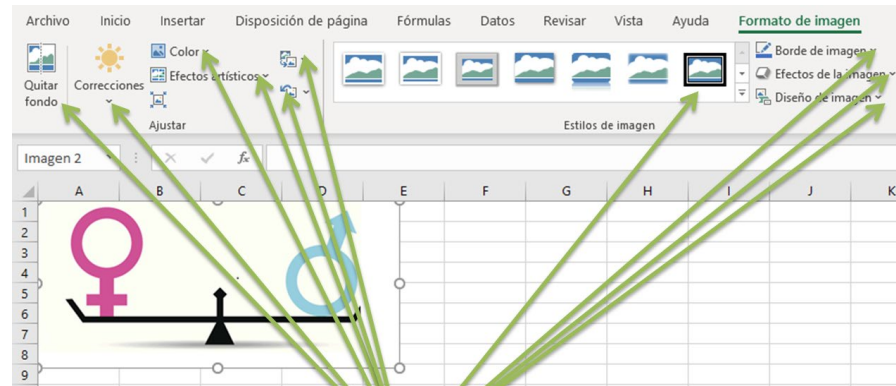 Archivo Inicio Insertar Disposición de página Fórmulas Datos Revisar Vista Ayuda Formato de imagen
Quitar fondo
Correcciones
Color
Efectos artísticos
Ajustar
Estilos de imagen
Borde de imagen
Efectos de la imagen
Diseño de imagen
Imagen 2 fx
A B C D E F G H I J K
1
2
3
4
5
6
7
8
9